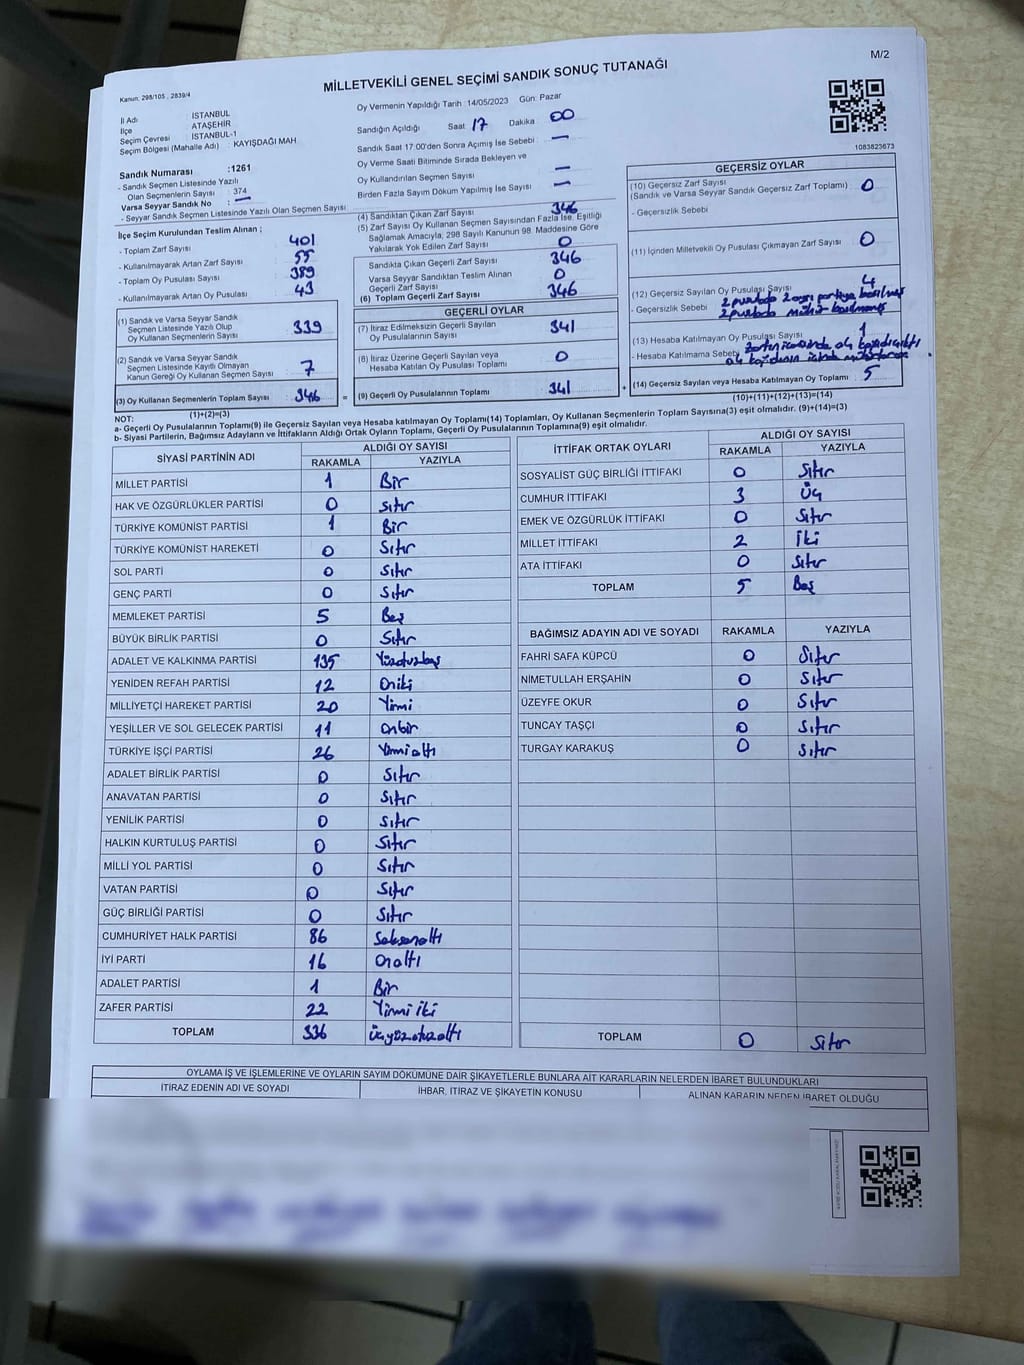 M/2
MİLLETVEKİLİ GENEL SEÇİMİ SANDIK SONUÇ TUTANAĞI
Kanun, 298/105, 2839/4
İl Adı : İSTANBUL
İlçe : ATAŞEHİR
Seçim Çevresi : İSTANBUL-1
Seçim Bölgesi (Mahalle Adı) : KAYIŞDAĞI MAH
Oy Vermenin Yapıldığı Tarih : 14/05/2023 Gün: Pazar
Sandığın Açıldığı Saat 17 Dakika 00
Sandık Saat 17:00'den Sonra Açımış İse Sebebi : —
Oy Verme Saati Bitiminde Sırada Bekleyen ve
Oy Kullandırılan Seçmen Sayısı —
Birden Fazla Sayım Döküm Yapılmış İse Sayısı —
1083823673
Sandık Numarası :1261
- Sandık Seçmen Listesinde Yazılı
Olan Seçmenlerin Sayısı : 374
Varsa Seyyar Sandık No : —
- Seyyar Sandık Seçmen Listesinde Yazılı Olan Seçmen Sayısı
İlçe Seçim Kurulundan Teslim Alınan ;
- Toplam Zarf Sayısı 401
- Kullanılmayarak Artan Zarf Sayısı 55
- Toplam Oy Pusulası Sayısı 389
- Kullanılmayarak Artan Oy Pusulası 43
(1) Sandık ve Varsa Seyyar Sandık
Seçmen Listesinde Yazılı Olup
Oy Kullanan Seçmenlerin Sayısı 339
(2) Sandık ve Varsa Seyyar Sandık
Seçmen Listesinde Kayıtlı Olmayan
Kanun Gereği Oy Kullanan Seçmen Sayısı 7
(3) Oy Kullanan Seçmenlerin Toplam Sayısı 346 =
(1)+(2)=(3)
(4) Sandıktan Çıkan Zarf Sayısı 346
(5) Zarf Sayısı Oy Kullanan Seçmen Sayısından Fazla İse, Eşitliği
Sağlamak Amacıyla, 298 Sayılı Kanunun 98. Maddesine Göre
Yakılarak Yok Edilen Zarf Sayısı 0
Sandıkta Çıkan Geçerli Zarf Sayısı 346
Varsa Seyyar Sandıktan Teslim Alınan
Geçerli Zarf Sayısı 0
(6) Toplam Geçerli Zarf Sayısı 346
GEÇERLİ OYLAR
(7) İtiraz Edilmeksizin Geçerli Sayılan
Oy Pusulalarının Sayısı 341
(8) İtiraz Üzerine Geçerli Sayılan veya
Hesaba Katılan Oy Pusulası Toplamı 0
(9) Geçerli Oy Pusulalarının Toplamı 341 +
GEÇERSİZ OYLAR
(10) Geçersiz Zarf Sayısı
(Sandık ve Varsa Seyyar Sandık Geçersiz Zarf Toplamı) 0
- Geçersizlik Sebebi
(11) İçinden Milletvekili Oy Pusulası Çıkmayan Zarf Sayısı 0
(12) Geçersiz Sayılan Oy Pusulası Sayısı 4
- Geçersizlik Sebebi 2 pusulada 2 ayrı partiye basılmış
2 pusulada mühür basılmamış
(13) Hesaba Katılmayan Oy Pusulası Sayısı 1
- Hesaba Katılmama Sebebi
(14) Geçersiz Sayılan veya Hesaba Katılmayan Oy Toplamı 5
(10)+(11)+(12)+(13)=(14)
NOT:
a- Geçerli Oy Pusulalarının Toplamı(9) ile Geçersiz Sayılan veya Hesaba Katılmayan Oy Toplamı(14) Toplamları, Oy Kullanan Seçmenlerin Toplam Sayısına(3) eşit olmalıdır. (9)+(14)=(3)
b- Siyasi Partilerin, Bağımsız Adayların ve İttifakların Aldığı Ortak Oyların Toplamı, Geçerli Oy Pusulalarının Toplamına(9) eşit olmalıdır.
SİYASİ PARTİNİN ADI ALDIĞI OY SAYISI
RAKAMLA YAZIYLA
MİLLET PARTİSİ 1 Bir
HAK VE ÖZGÜRLÜKLER PARTİSİ 0 Sıfır
TÜRKİYE KOMÜNİST PARTİSİ 1 Bir
TÜRKİYE KOMÜNİST HAREKETİ 0 Sıfır
SOL PARTİ 0 Sıfır
GENÇ PARTİ 0 Sıfır
MEMLEKET PARTİSİ 5 Beş
BÜYÜK BİRLİK PARTİSİ 0 Sıfır
ADALET VE KALKINMA PARTİSİ 135 Yüzotuzbeş
YENİDEN REFAH PARTİSİ 12 Oniki
MİLLİYETÇİ HAREKET PARTİSİ 20 Yirmi
YEŞİLLER VE SOL GELECEK PARTİSİ 11 Onbir
TÜRKİYE İŞÇİ PARTİSİ 26 Yirmi altı
ADALET BİRLİK PARTİSİ 0 Sıfır
ANAVATAN PARTİSİ 0 Sıfır
YENİLİK PARTİSİ 0 Sıfır
HALKIN KURTULUŞ PARTİSİ 0 Sıfır
MİLLİ YOL PARTİSİ 0 Sıfır
VATAN PARTİSİ 0 Sıfır
GÜÇ BİRLİĞİ PARTİSİ 0 Sıfır
CUMHURİYET HALK PARTİSİ 86 Seksenaltı
İYİ PARTİ 16 Onaltı
ADALET PARTİSİ 1 Bir
ZAFER PARTİSİ 22 Yirmi iki
TOPLAM 336 Üçyüzotuzaltı
İTTİFAK ORTAK OYLARI ALDIĞI OY SAYISI
RAKAMLA YAZIYLA
SOSYALİST GÜÇ BİRLİĞİ İTTİFAKI 0 Sıfır
CUMHUR İTTİFAKI 3 Üç
EMEK VE ÖZGÜRLÜK İTTİFAKI 0 Sıfır
MİLLET İTTİFAKI 2 İki
ATA İTTİFAKI 0 Sıfır
TOPLAM 5 Beş
BAĞIMSIZ ADAYIN ADI VE SOYADI RAKAMLA YAZIYLA
FAHRİ SAFA KÜPCÜ 0 Sıfır
NİMETULLAH ERŞAHİN 0 Sıfır
ÜZEYFE OKUR 0 Sıfır
TUNCAY TAŞÇI 0 Sıfır
TURGAY KARAKUŞ 0 Sıfır
TOPLAM 0 Sıfır
OYLAMA İŞ VE İŞLEMLERİNE VE OYLARIN SAYIM DÖKÜMÜNE DAİR ŞİKAYETLERLE BUNLARA AİT KARARLARIN NELERDEN İBARET BULUNDUKLARI
İTİRAZ EDENİN ADI VE SOYADI İHBAR, İTİRAZ VE ŞİKAYETİN KONUSU ALINAN KARARIN NEDEN İBARET OLDUĞU